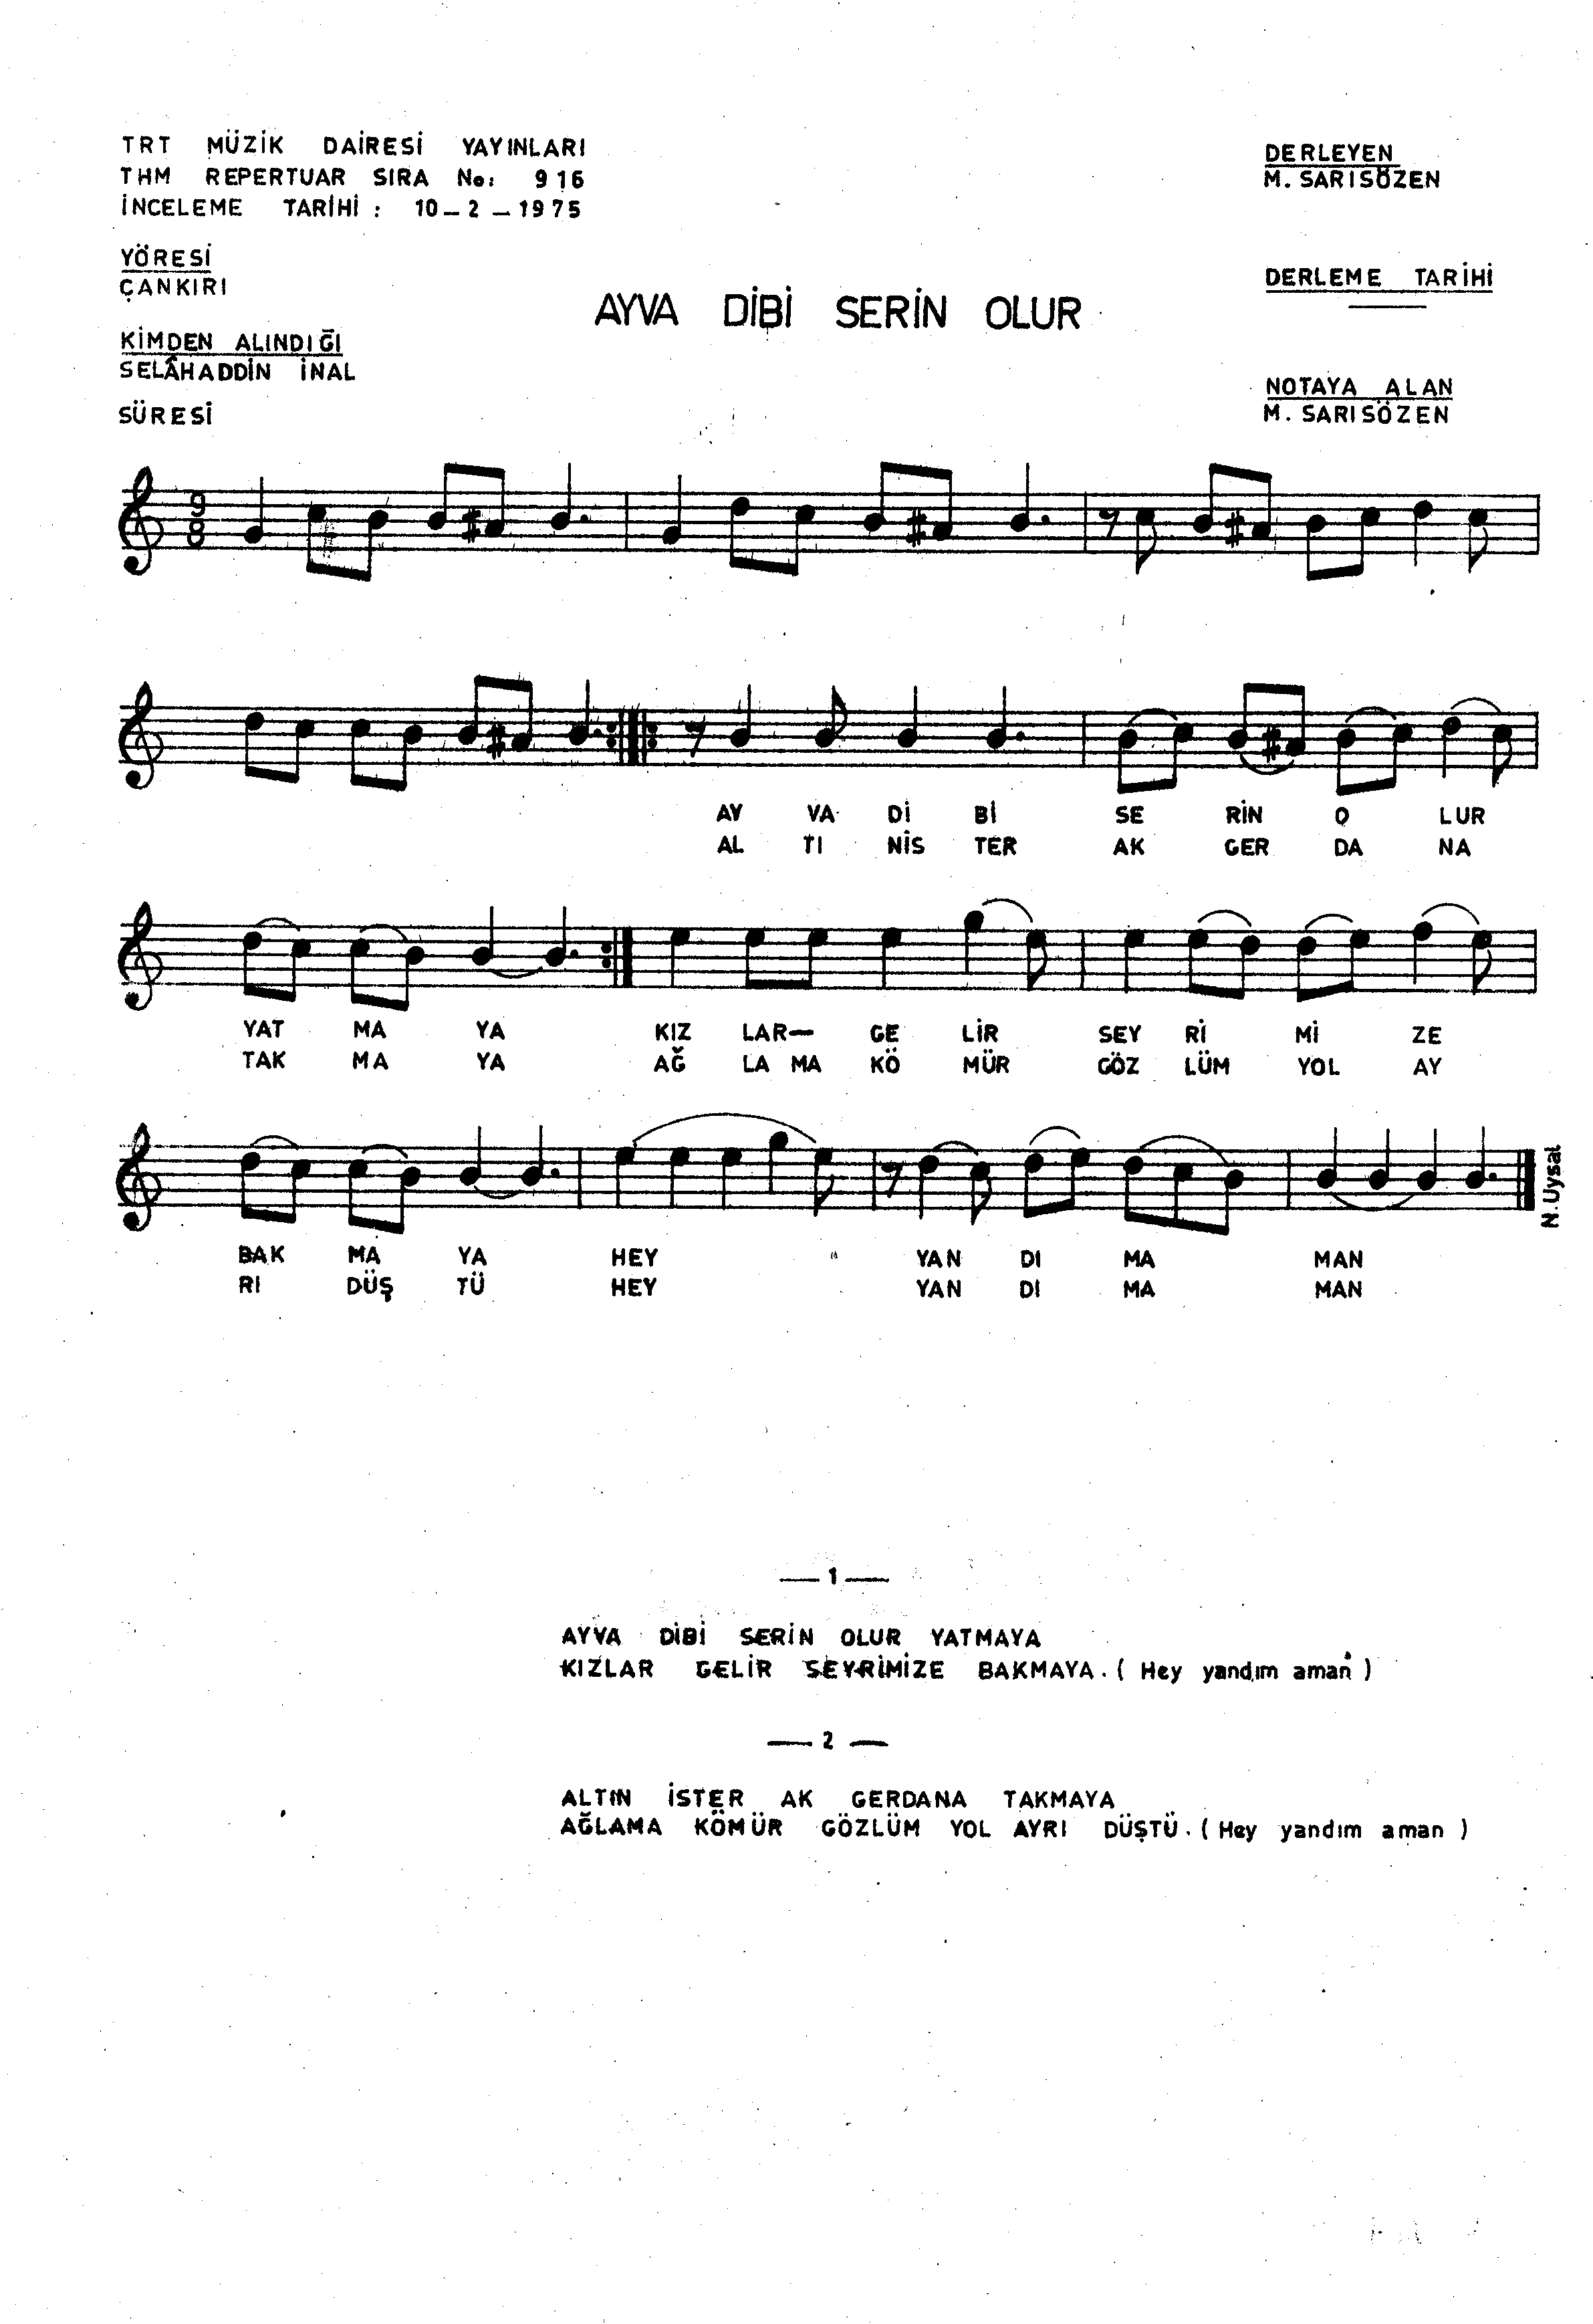 TRT MÜZİK DAİRESİ YAYINLARI
THM REPERTUAR SIRA No: 916
İNCELEME TARİHİ : 10_2_1975
YÖRESİ
ÇANKIRI
KİMDEN ALINDIĞI
SELÂHADDİN İNAL
SÜRESİ
DERLEYEN
M. SARISÖZEN
DERLEME TARİHİ
NOTAYA ALAN
M. SARISÖZEN
AYVA DİBİ SERİN OLUR
9
8
AY VA Dİ Bİ SE RİN O LUR
AL TI NİS TER AK GER DA NA
YAT MA YA KIZ LAR— GE LİR SEY Rİ Mİ ZE
TAK MA YA AĞ LA MA KÖ MÜR GÖZ LÜM YOL AY
BAK MA YA HEY " YAN DI MA MAN
RI DÜŞ TÜ HEY YAN DI MA MAN
N.Uysal
— 1 —
AYVA DİBİ SERİN OLUR YATMAYA
KIZLAR GELİR SEYRİMİZE BAKMAYA. ( Hey yandım aman )
— 2 —
ALTIN İSTER AK GERDANA TAKMAYA
AĞLAMA KÖMÜR GÖZLÜM YOL AYRI DÜŞTÜ. ( Hey yandım aman )